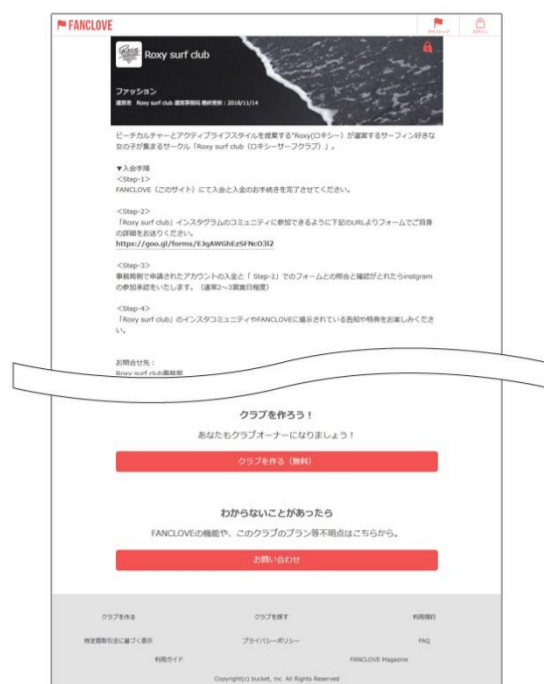 FANCLOVE
Roxy
Roxy surf club
ファッション
運営者 Roxy surf club 運営事務局 最終更新：2018/11/14
ビーチカルチャーとアクティブライフスタイルを提案する"Roxy(ロキシー）が運営するサーフィン好きな
女の子が集まるサークル「Roxy surf club（ロキシーサーフクラブ）」。
▼入会手順
＜Step-1＞
FANCLOVE（このサイト）にて入会と入金のお手続きを完了させてください。
＜Step-2＞
「Roxy surf club」インスタグラムのコミュニティに参加できるように下記のURLよりフォームでご自身
の詳細をお送りください。
https://goo.gl/forms/E3qAWGhEzSFNcO3l2
＜Step-3＞
事務局側で申請されたアカウントの入会と「 Step-2」でのフォームとの照合と確認がとれたらinstgram
の参加承認をいたします。（通常2～3営業日程度）
＜Step-4＞
「Roxy surf club」のインスタコミュニティやFANCLOVEに掲示されている告知や特典をお楽しみくださ
い。
お問合せ先：
Roxy surf club事務局
クラブを作ろう！
あなたもクラブオーナーになりましょう！
クラブを作る（無料）
わからないことがあったら
FANCLOVEの機能や、このクラブのプラン等不明点はこちらから。
お問い合わせ
クラブを作る クラブを探す 利用規約
特定商取引法に基づく表示 プライバシーポリシー FAQ
利用ガイド FANCLOVE Magazine
Copyright(c) bucket, Inc. All Rights Reserved